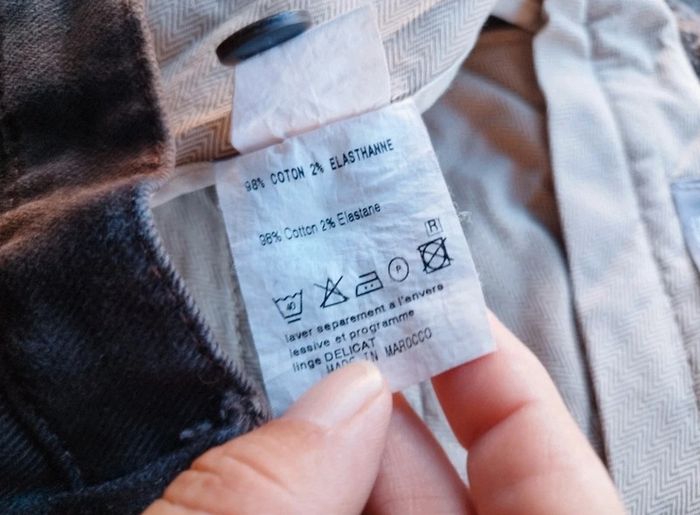 98% COTON 2% ELASTHANNE
98% Cotton 2% Elastane
R
P
laver separement a l'envers
lessive et programme
linge DELICAT
MADE IN MAROCCO